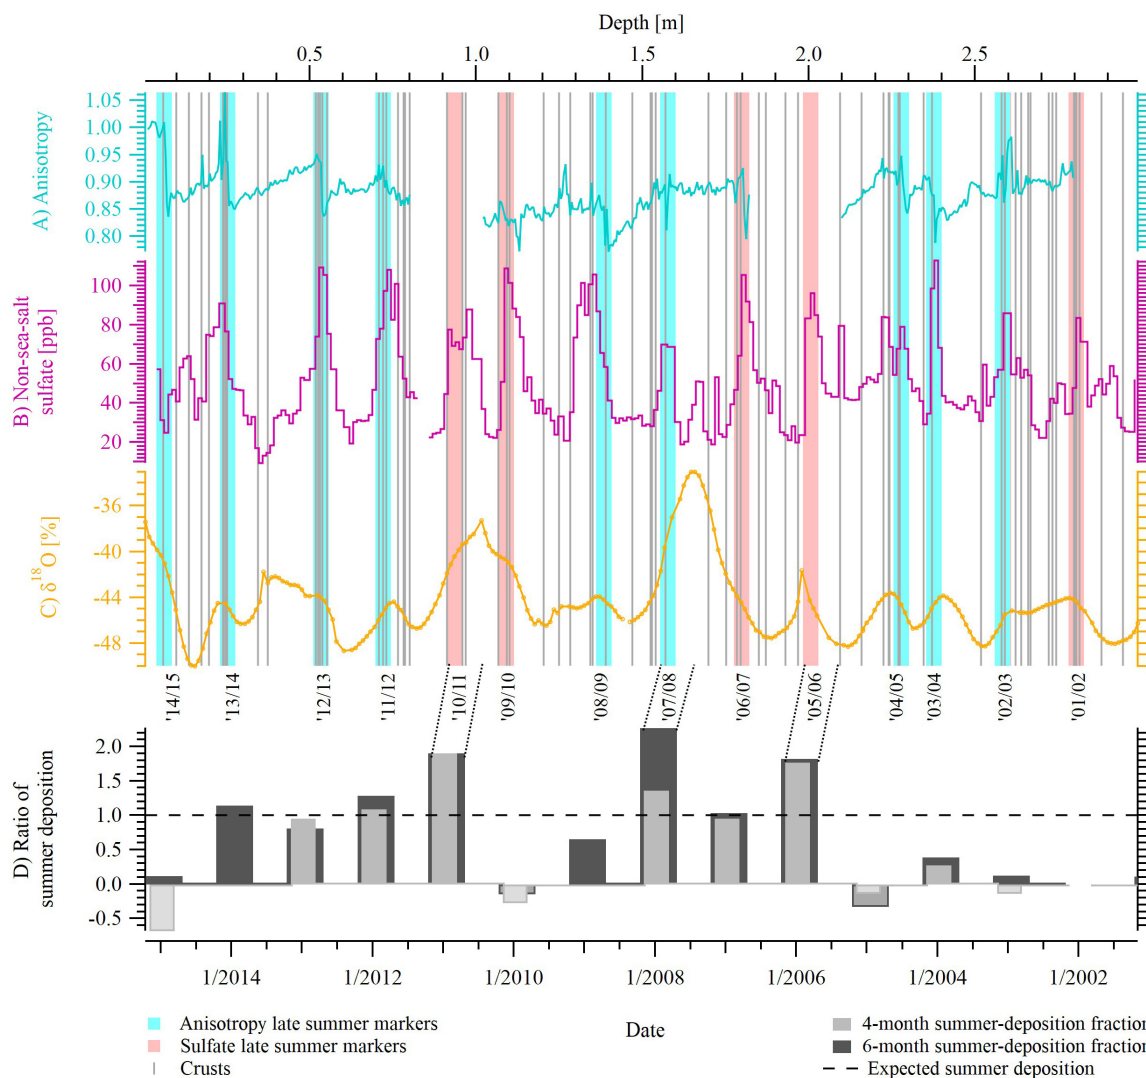 Depth [m]
0.5 1.0 1.5 2.0 2.5
A) Anisotropy
1.05
1.00
0.95
0.90
0.85
0.80
B) Non-sea-salt
sulfate [ppb]
100
80
60
40
20
C) δ18O [%]
-36
-40
-44
-48
'14/15 '13/14 '12/13 '11/12 '10/11 '09/10 '08/09 '07/08 '06/07 '05/06 '04/05 '03/04 '02/03 '01/02
D) Ratio of
summer deposition
2.0
1.5
1.0
0.5
0.0
-0.5
1/2014 1/2012 1/2010 1/2008 1/2006 1/2004 1/2002
Date
Anisotropy late summer markers
Sulfate late summer markers
Crusts
4-month summer-deposition fraction
6-month summer-deposition fraction
Expected summer deposition